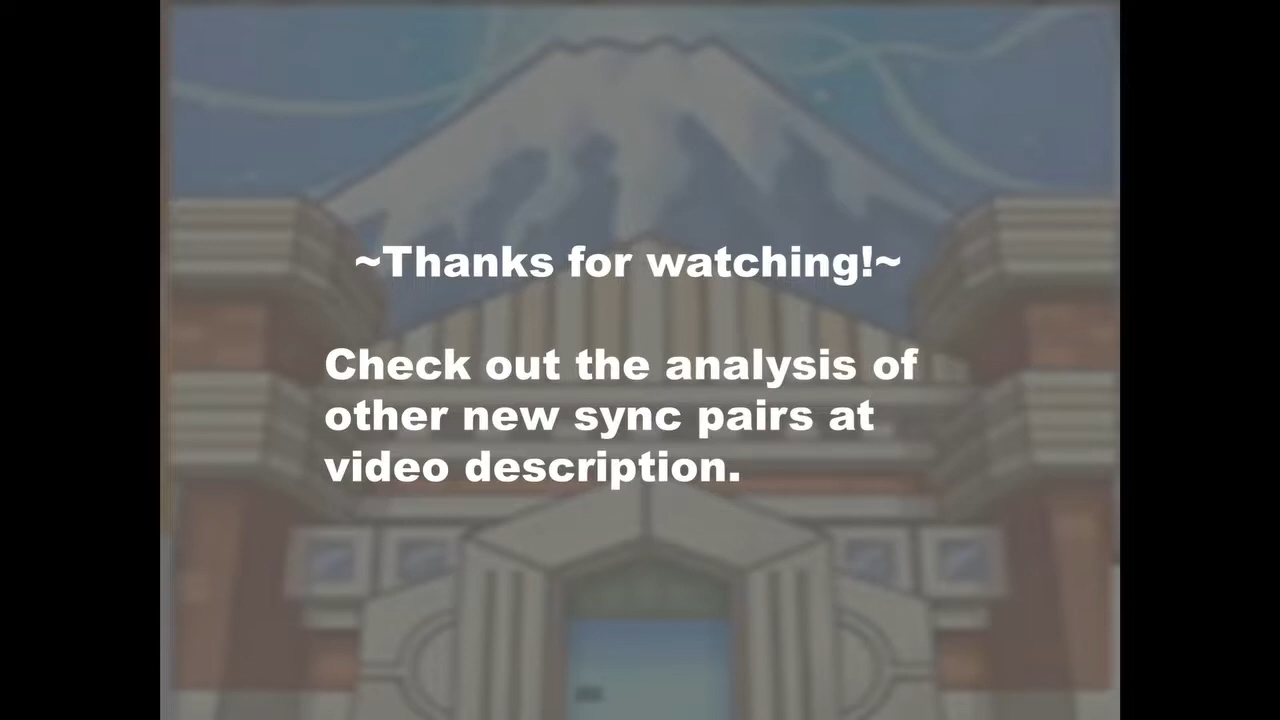 ~Thanks for watching!~
Check out the analysis of
other new sync pairs at
video description.